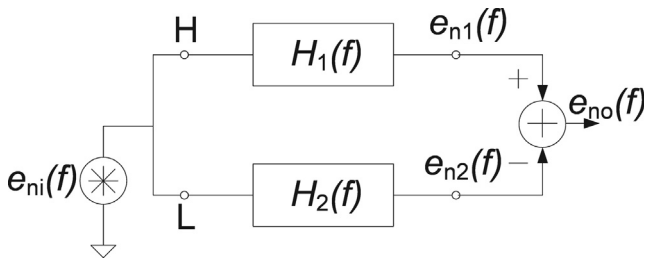 H
H₁(f)
eₙ₁(f)
+
+
eₙₒ(f)
eₙᵢ(f)
L
H₂(f)
eₙ₂(f)
−